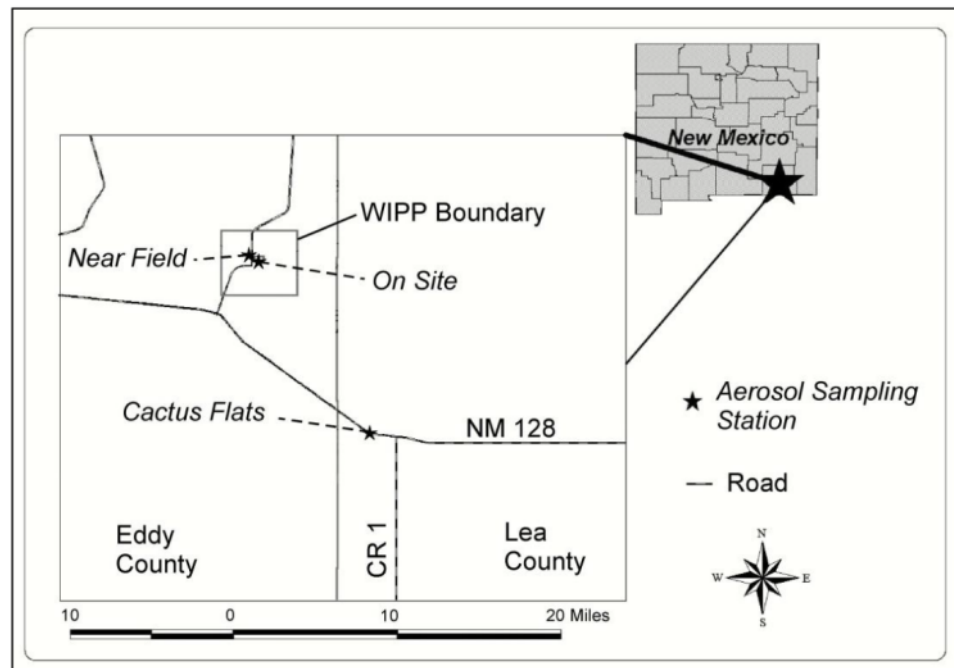 New Mexico
WIPP Boundary
Near Field
On Site
Cactus Flats
NM 128
Aerosol Sampling
Station
Road
Eddy
County
CR 1
Lea
County
N
W E
S
10 0 10 20 Miles